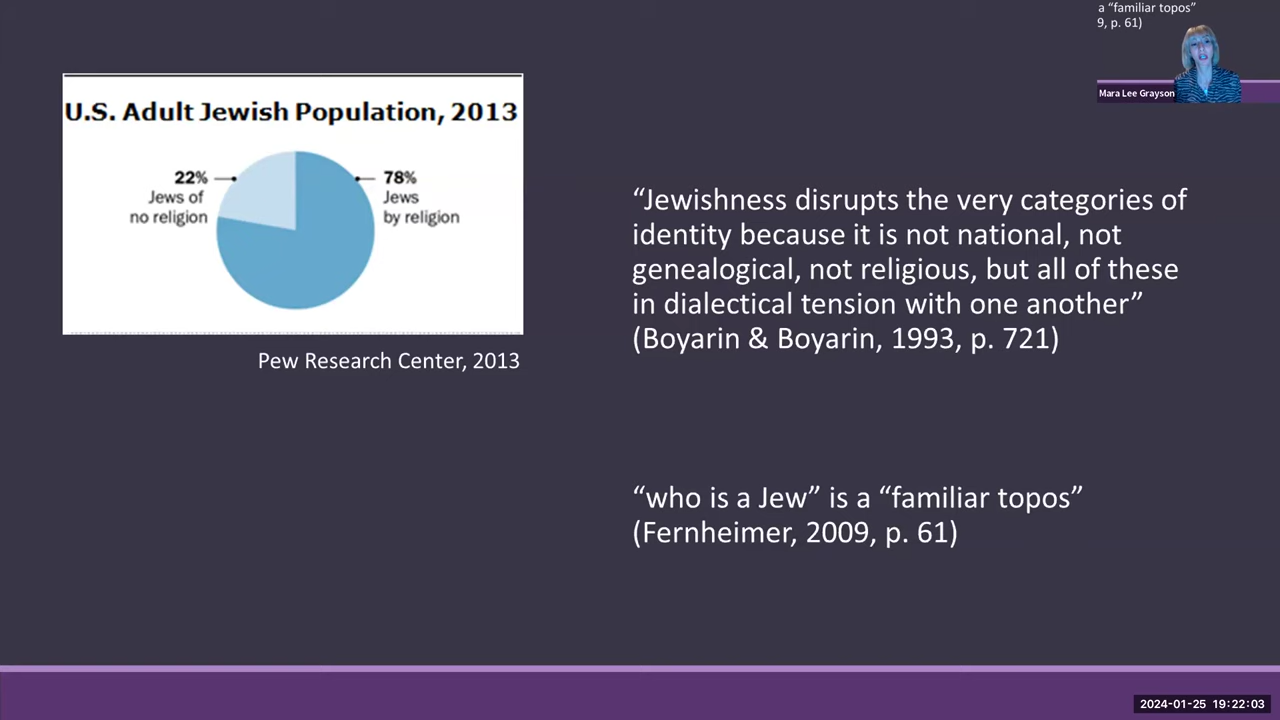 a “familiar topos”
9, p. 61)
Mara Lee Grayson
U.S. Adult Jewish Population, 2013
22%
Jews of
no religion
78%
Jews
by religion
Pew Research Center, 2013
“Jewishness disrupts the very categories of
identity because it is not national, not
genealogical, not religious, but all of these
in dialectical tension with one another”
(Boyarin & Boyarin, 1993, p. 721)
“who is a Jew” is a “familiar topos”
(Fernheimer, 2009, p. 61)
2024-01-25 19:22:03